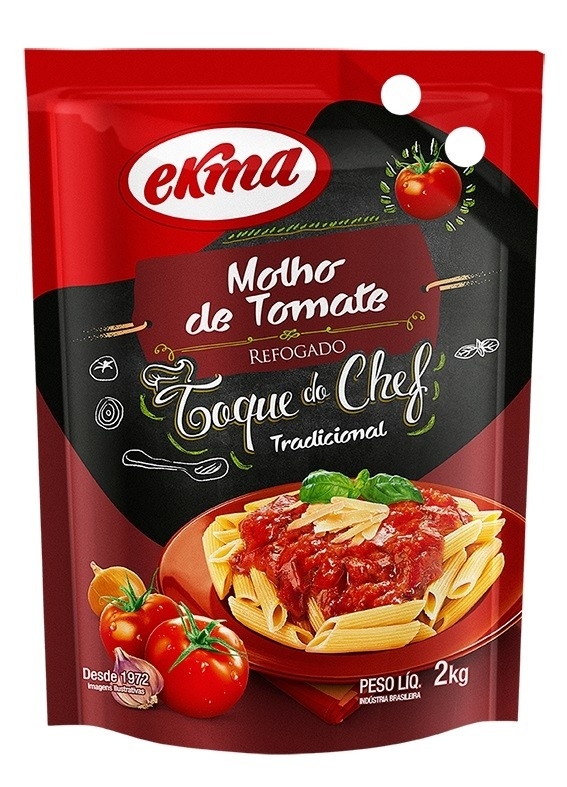 ekma
Molho
de Tomate
REFOGADO
Toque do Chef
Tradicional
Desde 1972
Imagens Ilustrativas
PESO LÍQ. 2kg
INDÚSTRIA BRASILEIRA